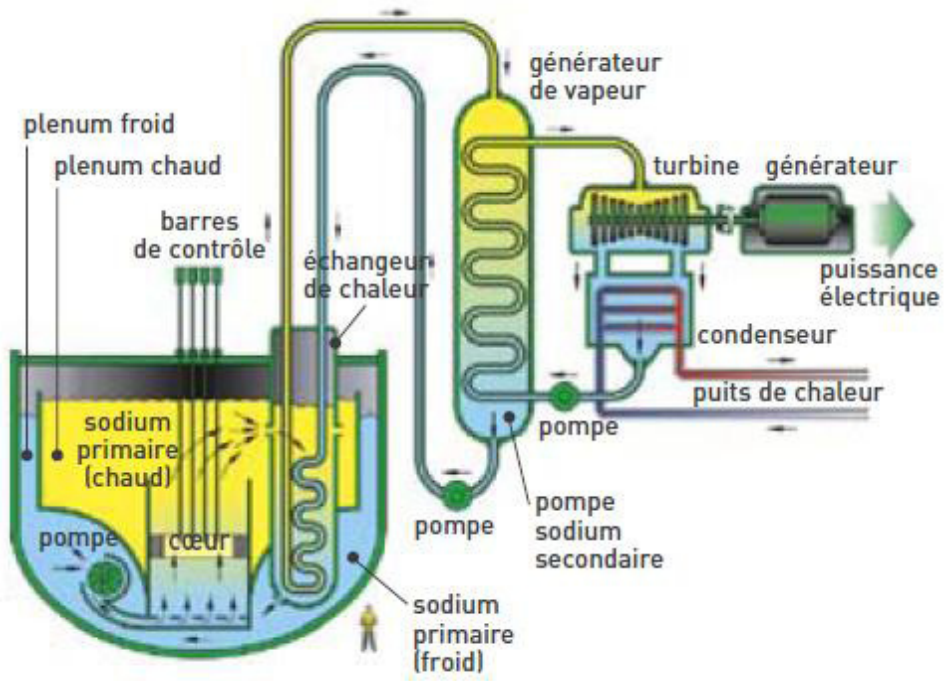 générateur
de vapeur
plenum froid
plenum chaud
turbine
générateur
barres
de contrôle
échangeur
de chaleur
puissance
électrique
condenseur
puits de chaleur
sodium
primaire
(chaud)
pompe
pompe
pompe
cœur
pompe
sodium
secondaire
sodium
primaire
(froid)